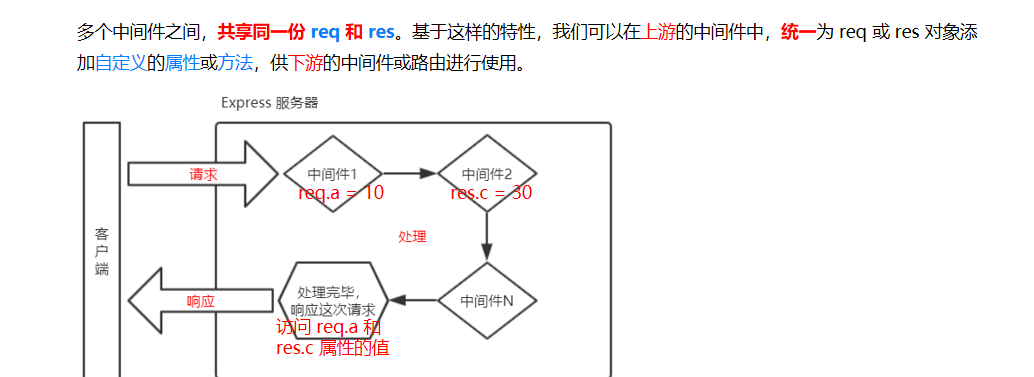 多个中间件之间，共享同一份 req 和 res。基于这样的特性，我们可以在上游的中间件中，统一为 req 或 res 对象添
加自定义的属性或方法，供下游的中间件或路由进行使用。
Express 服务器
请求
中间件1
req.a = 10
中间件2
res.c = 30
客户端
处理
响应
处理完毕，
响应这次请求
访问 req.a 和
res.c 属性的值
中间件N